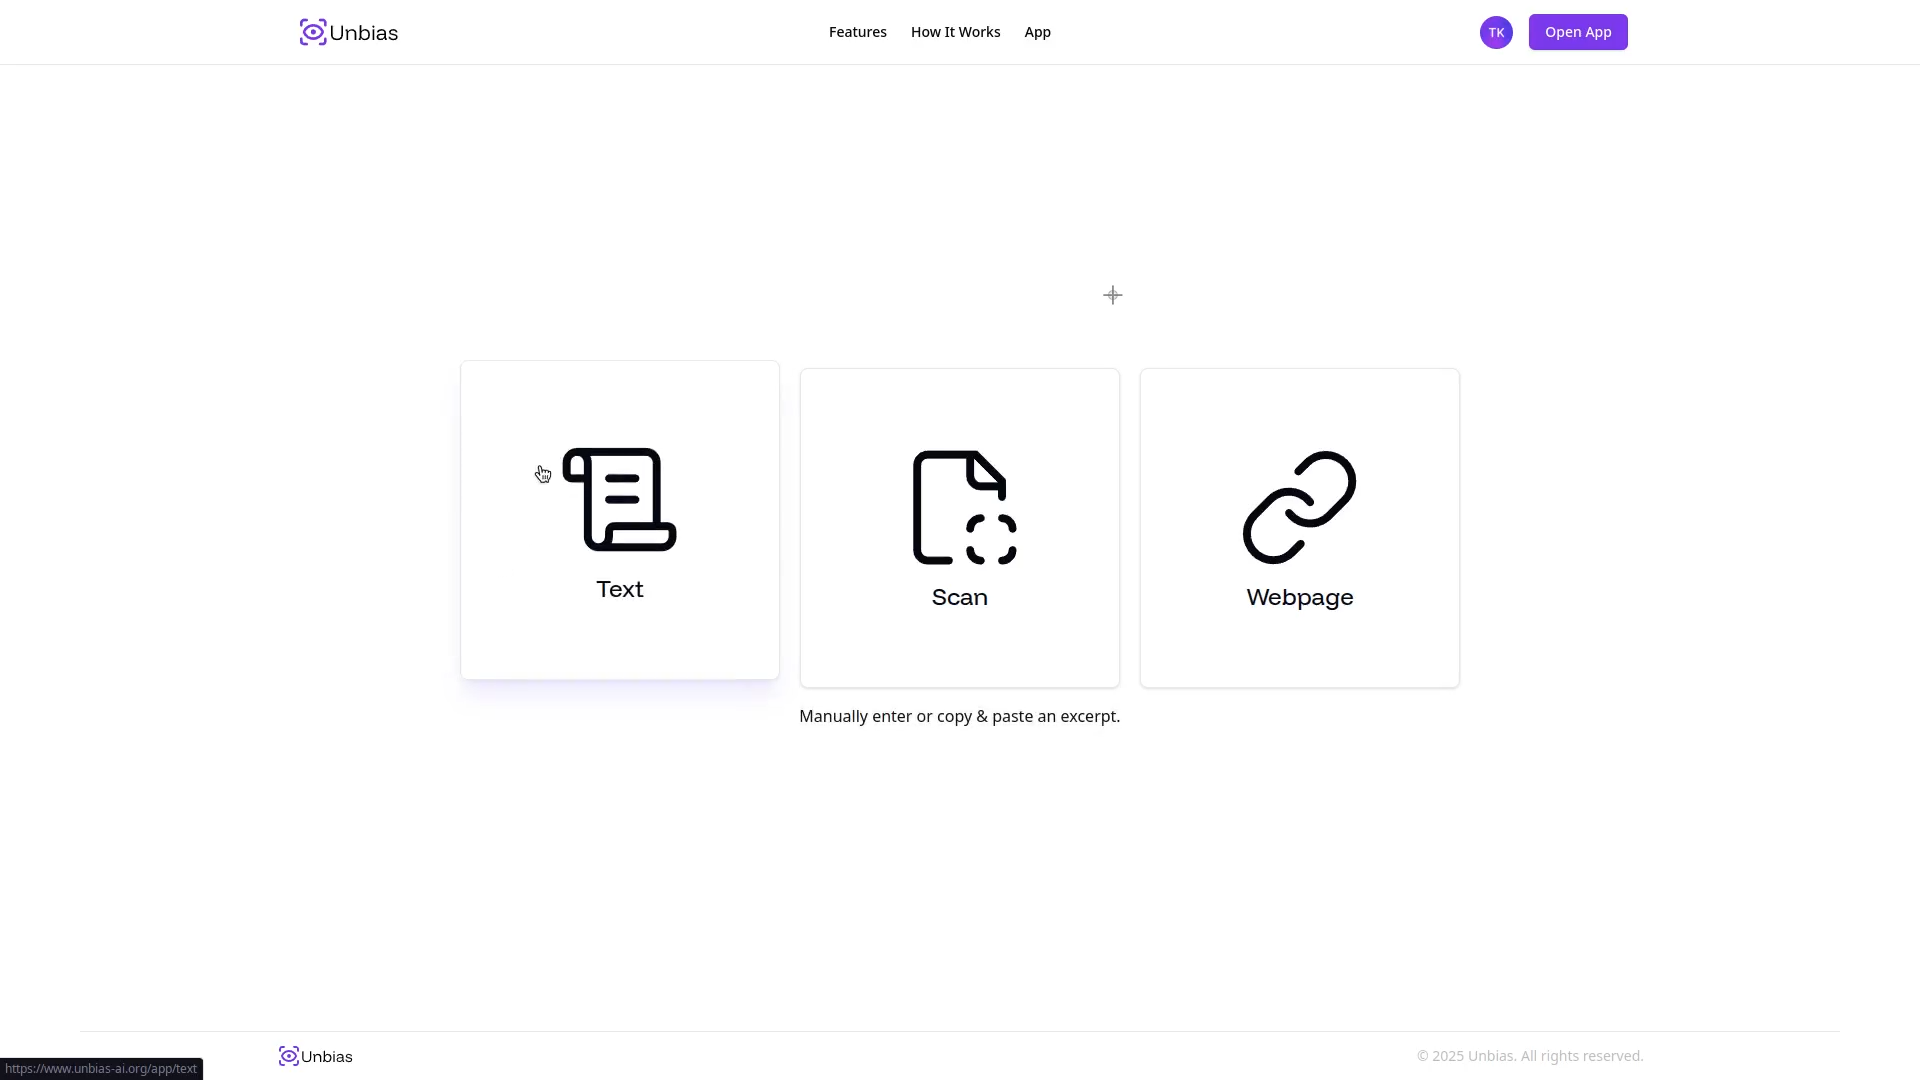 Unbias
Features
How It Works
App
TK
Open App
Text
Scan
Webpage
Manually enter or copy & paste an excerpt.
Unbias
© 2025 Unbias. All rights reserved.
https://www.unbias-ai.org/app/text